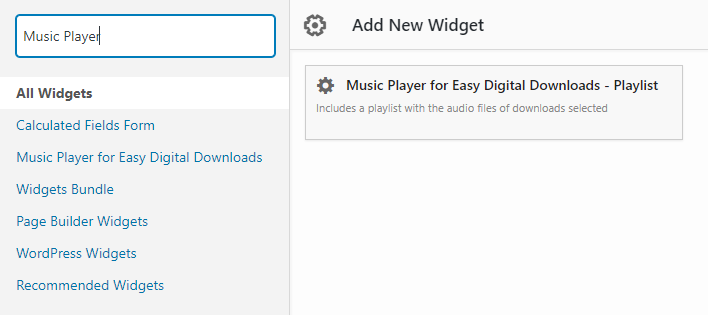 Music Player
All Widgets
Calculated Fields Form
Music Player for Easy Digital Downloads
Widgets Bundle
Page Builder Widgets
WordPress Widgets
Recommended Widgets
Add New Widget
Music Player for Easy Digital Downloads - Playlist
Includes a playlist with the audio files of downloads selected